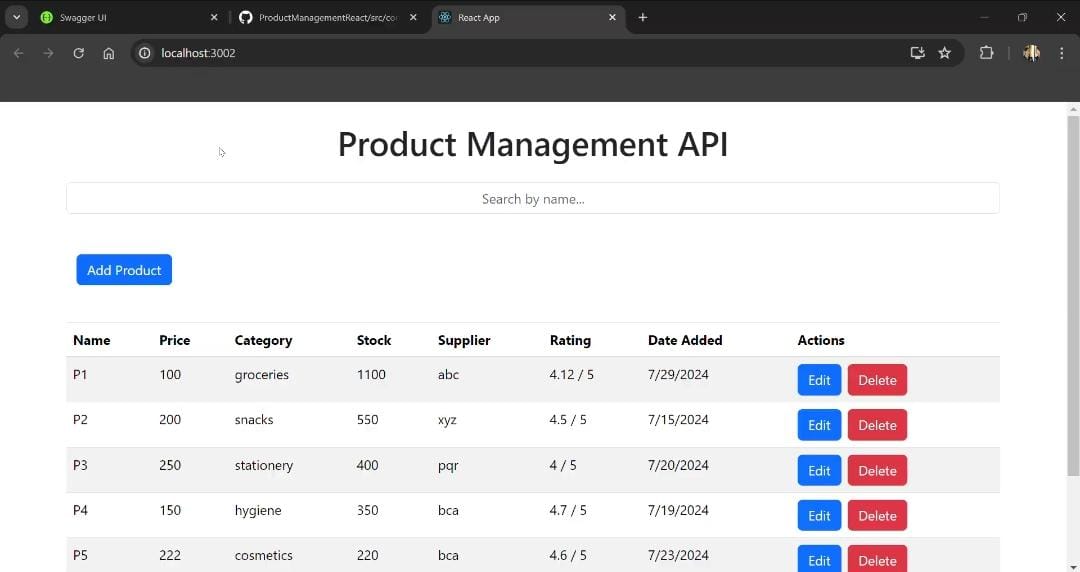 Swagger UI
ProductManagementReact/src/co
React App
localhost:3002
Product Management API
Search by name...
Add Product
Name Price Category Stock Supplier Rating Date Added Actions
P1 100 groceries 1100 abc 4.12 / 5 7/29/2024 Edit Delete
P2 200 snacks 550 xyz 4.5 / 5 7/15/2024 Edit Delete
P3 250 stationery 400 pqr 4 / 5 7/20/2024 Edit Delete
P4 150 hygiene 350 bca 4.7 / 5 7/19/2024 Edit Delete
P5 222 cosmetics 220 bca 4.6 / 5 7/23/2024 Edit Delete